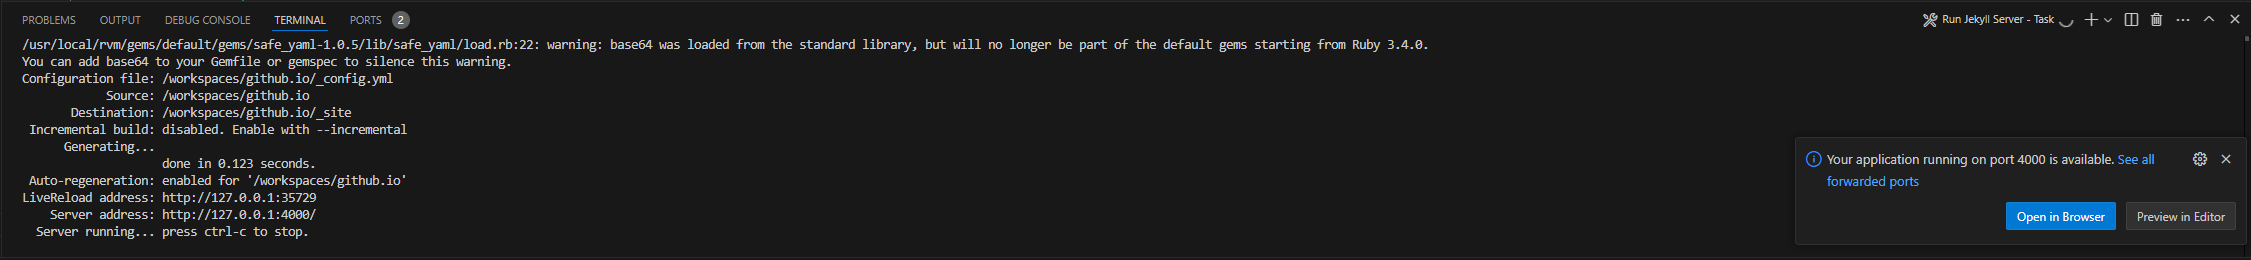 PROBLEMS OUTPUT DEBUG CONSOLE TERMINAL PORTS 2 Run Jekyll Server - Task
/usr/local/rvm/gems/default/gems/safe_yaml-1.0.5/lib/safe_yaml/load.rb:22: warning: base64 was loaded from the standard library, but will no longer be part of the default gems starting from Ruby 3.4.0.
You can add base64 to your Gemfile or gemspec to silence this warning.
Configuration file: /workspaces/github.io/_config.yml
Source: /workspaces/github.io
Destination: /workspaces/github.io/_site
Incremental build: disabled. Enable with --incremental
Generating...
done in 0.123 seconds.
Auto-regeneration: enabled for '/workspaces/github.io'
LiveReload address: http://127.0.0.1:35729
Server address: http://127.0.0.1:4000/
Server running... press ctrl-c to stop.
Your application running on port 4000 is available. See all
forwarded ports
Open in Browser Preview in Editor